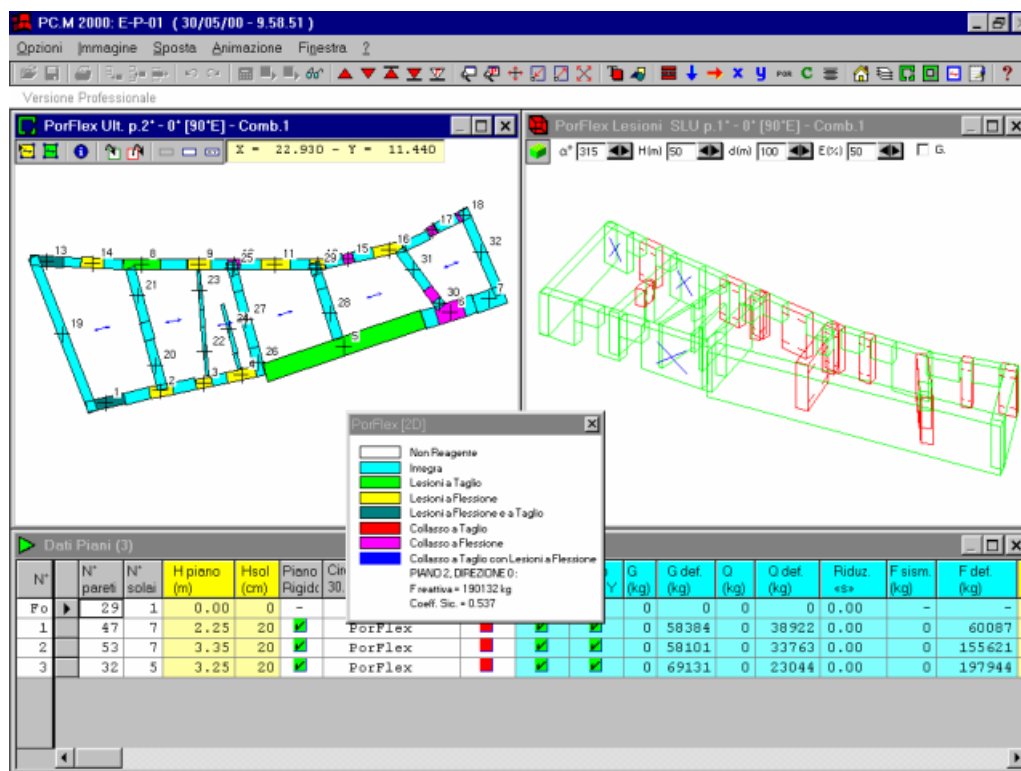 PC.M 2000: E-P-01 ( 30/05/00 - 9.58.51 )
Opzioni Immagine Sposta Animazione Finestra ?
Versione Professionale
PorFlex Ult. p.2° - 0° [90°E] - Comb.1
X = 22.930 - Y = 11.440
13 14 8 9 25 11 29 15 16 17 18
19 21 23 27 28 31 32
20 22 24 26 5 30 6 7
1 2 3 4
PorFlex Lesioni SLU p.1° - 0° [90°E] - Comb.1
α° 315 H(m) 50 d(m) 100 E(%) 50 G.
PorFlex [2D]
Non Reagente
Integra
Lesioni a Taglio
Lesioni a Flessione
Lesioni a Flessione e a Taglio
Collasso a Taglio
Collasso a Flessione
Collasso a Taglio con Lesioni a Flessione
PIANO 2, DIREZIONE 0:
F reattiva = 190132 kg
Coeff. Sic. = 0.537
Dati Piani (3)
N° N° pareti N° solai H piano (m) Hsol (cm) Piano Rigido Y G (kg) G def. (kg) Q (kg) Q def. (kg) Riduz. «s» F sism. (kg) F def. (kg)
Fo 29 1 0.00 0 - 0 0 0 0 0.00 - -
1 47 7 2.25 20 PorFlex 0 58384 0 38922 0.00 0 60087
2 53 7 3.35 20 PorFlex 0 58101 0 33763 0.00 0 155621
3 32 5 3.25 20 PorFlex 0 69131 0 23044 0.00 0 197944